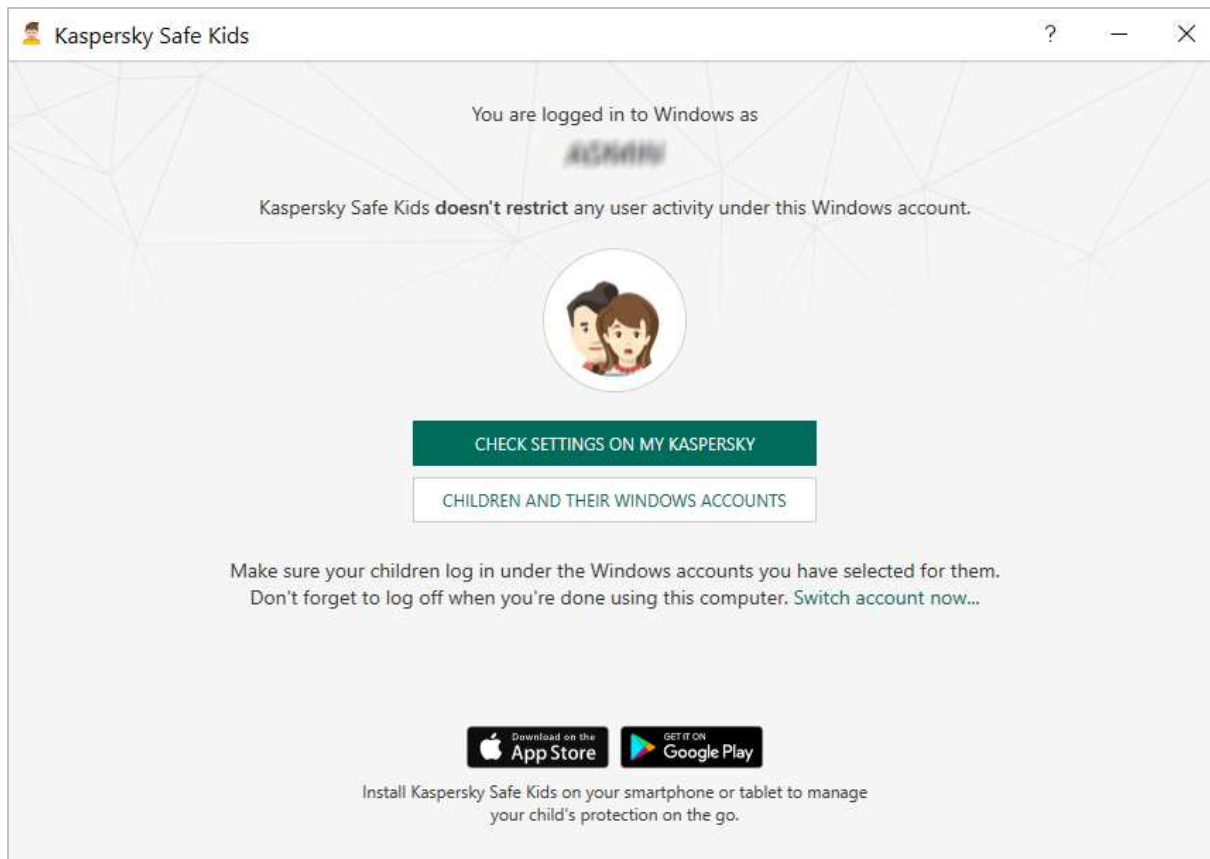 Kaspersky Safe Kids
?
You are logged in to Windows as
Kaspersky Safe Kids doesn't restrict any user activity under this Windows account.
CHECK SETTINGS ON MY KASPERSKY
CHILDREN AND THEIR WINDOWS ACCOUNTS
Make sure your children log in under the Windows accounts you have selected for them.
Don't forget to log off when you're done using this computer. Switch account now...
Download on the
App Store
GET IT ON
Google Play
Install Kaspersky Safe Kids on your smartphone or tablet to manage
your child's protection on the go.